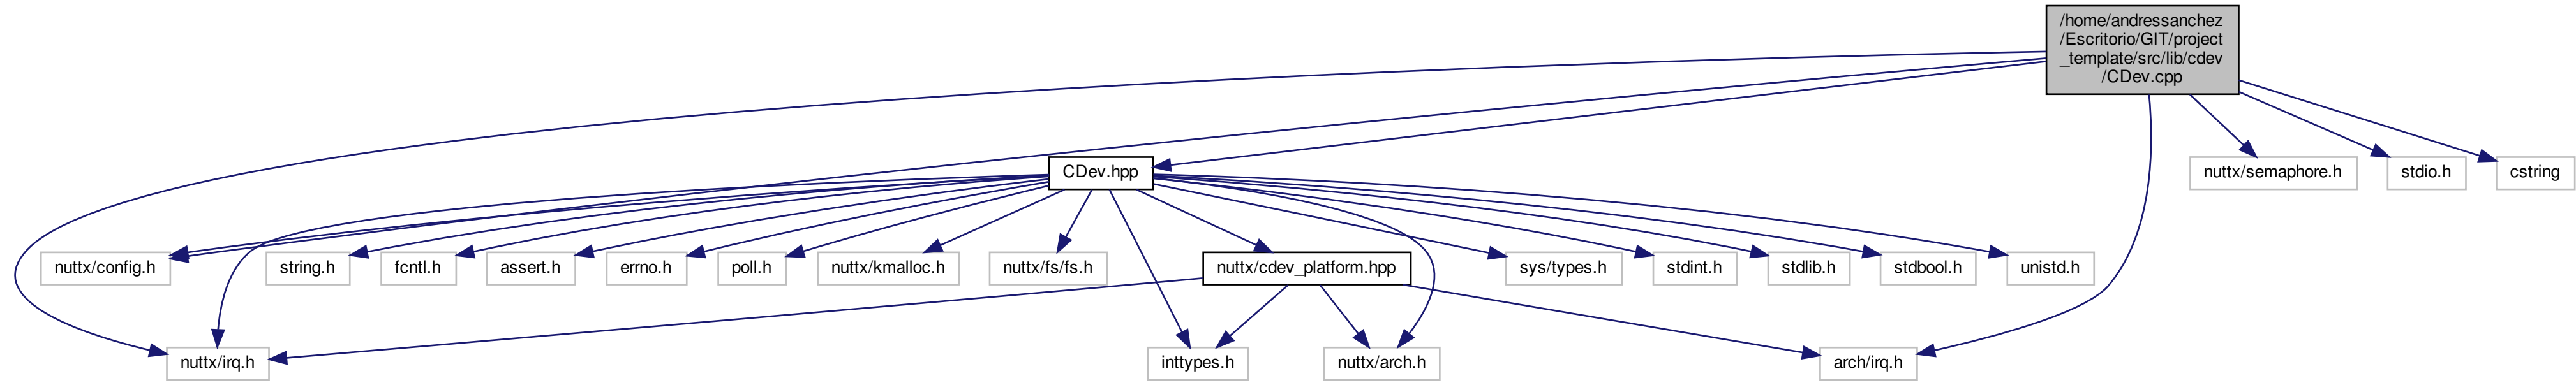 /home/andressanchez
/Escritorio/GIT/project
_template/src/lib/cdev
/CDev.cpp
CDev.hpp
nuttx/semaphore.h
stdio.h
cstring
nuttx/config.h
string.h
fcntl.h
assert.h
errno.h
poll.h
nuttx/kmalloc.h
nuttx/fs/fs.h
nuttx/cdev_platform.hpp
sys/types.h
stdint.h
stdlib.h
stdbool.h
unistd.h
nuttx/irq.h
inttypes.h
nuttx/arch.h
arch/irq.h